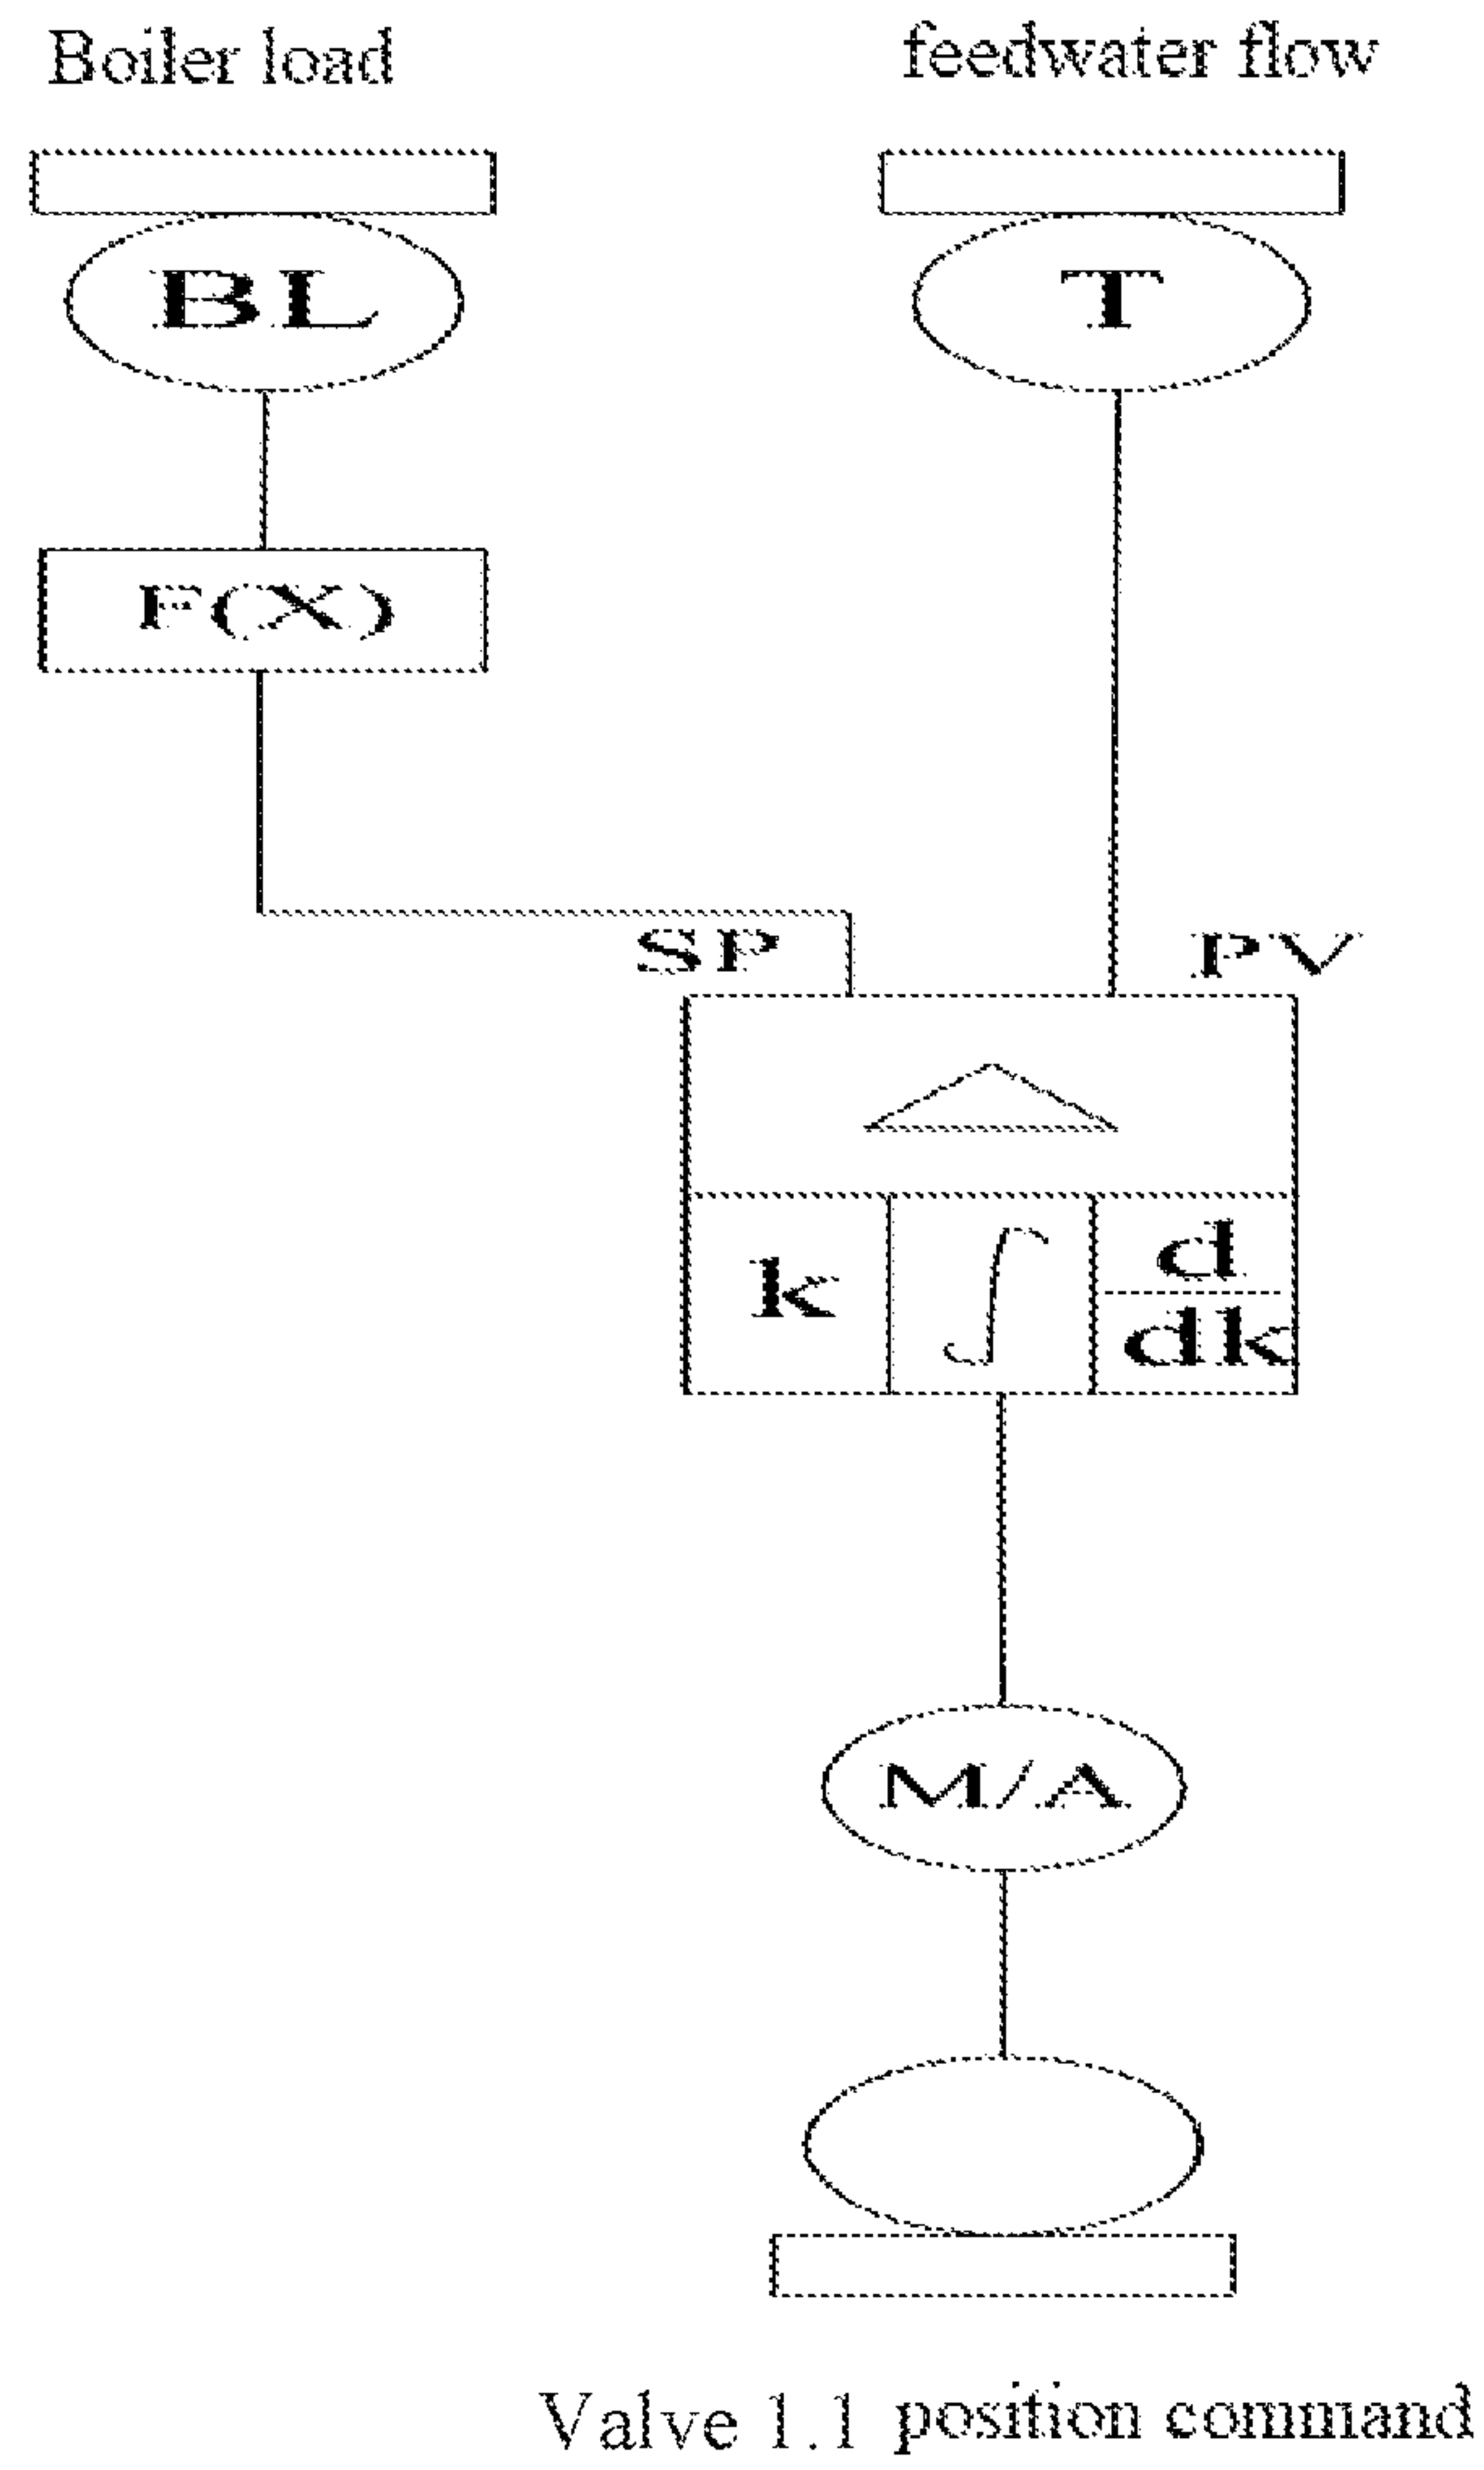 Boiler load
feedwater flow
BL
T
F(X)
SP
PV
k
∫
d
dk
M/A
Valve 1.1 position command